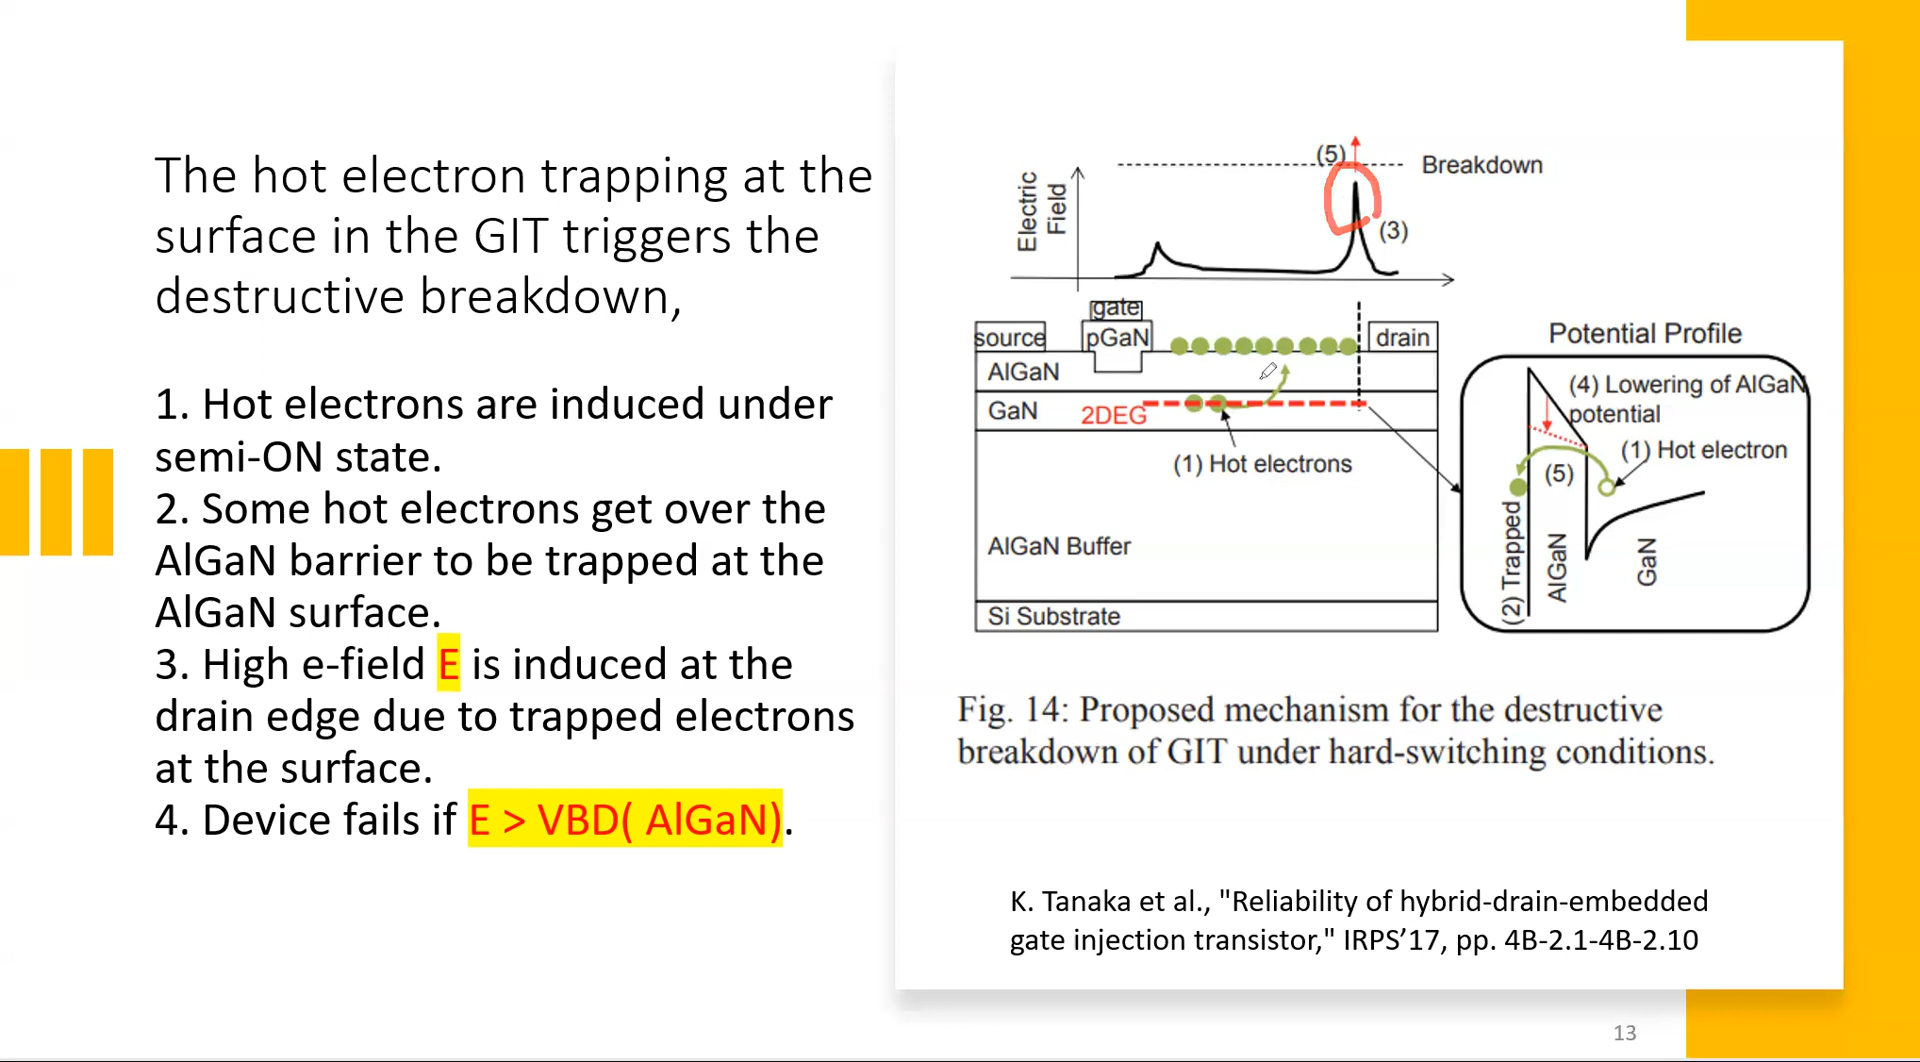 The hot electron trapping at the
surface in the GIT triggers the
destructive breakdown,
1. Hot electrons are induced under
semi-ON state.
2. Some hot electrons get over the
AlGaN barrier to be trapped at the
AlGaN surface.
3. High e-field E is induced at the
drain edge due to trapped electrons
at the surface.
4. Device fails if E > VBD( AlGaN).
(5)
Breakdown
Electric
Field
(3)
gate
source
pGaN
drain
AlGaN
GaN
2DEG
(1) Hot electrons
AlGaN Buffer
Si Substrate
Potential Profile
(4) Lowering of AlGaN
potential
(1) Hot electron
(5)
(2) Trapped
AlGaN
GaN
Fig. 14: Proposed mechanism for the destructive
breakdown of GIT under hard-switching conditions.
K. Tanaka et al., "Reliability of hybrid-drain-embedded
gate injection transistor," IRPS’17, pp. 4B-2.1-4B-2.10
13